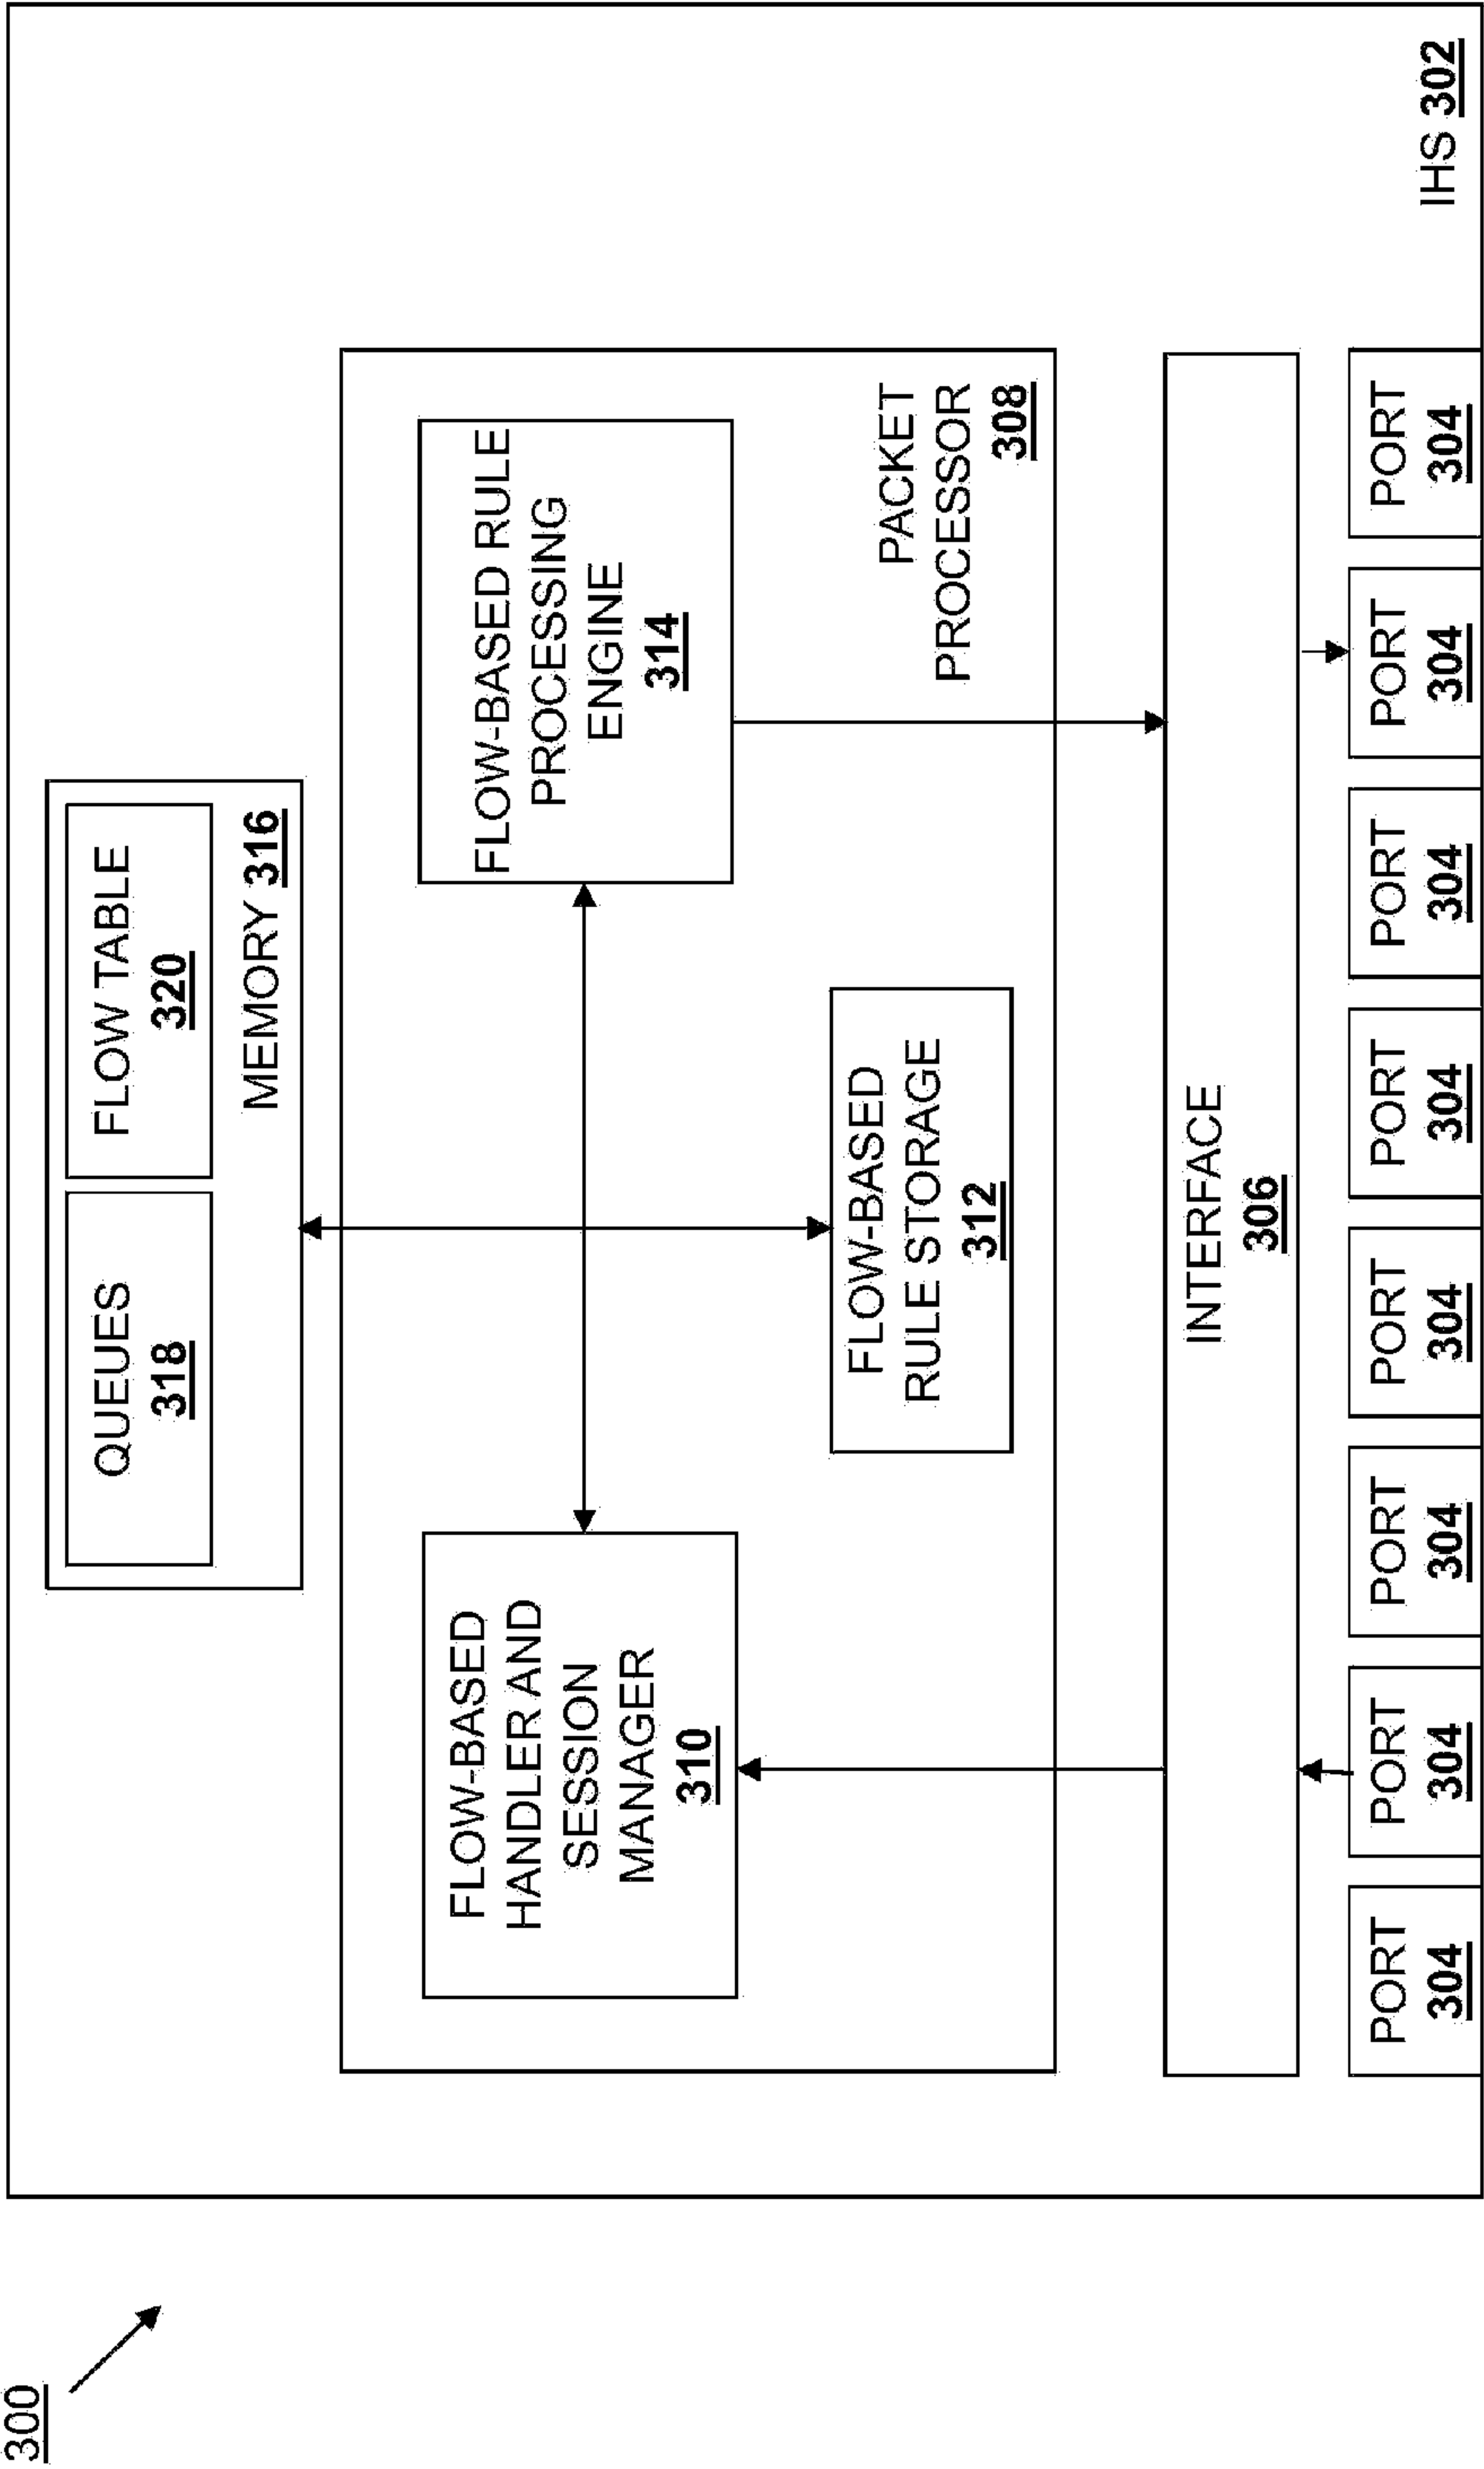 300
QUEUES
318
FLOW TABLE
320
MEMORY 316
FLOW-BASED
HANDLER AND
SESSION
MANAGER
310
FLOW-BASED RULE
PROCESSING
ENGINE
314
FLOW-BASED
RULE STORAGE
312
PACKET
PROCESSOR
308
INTERFACE
306
PORT
304
PORT
304
PORT
304
PORT
304
PORT
304
PORT
304
PORT
304
PORT
304
IHS 302